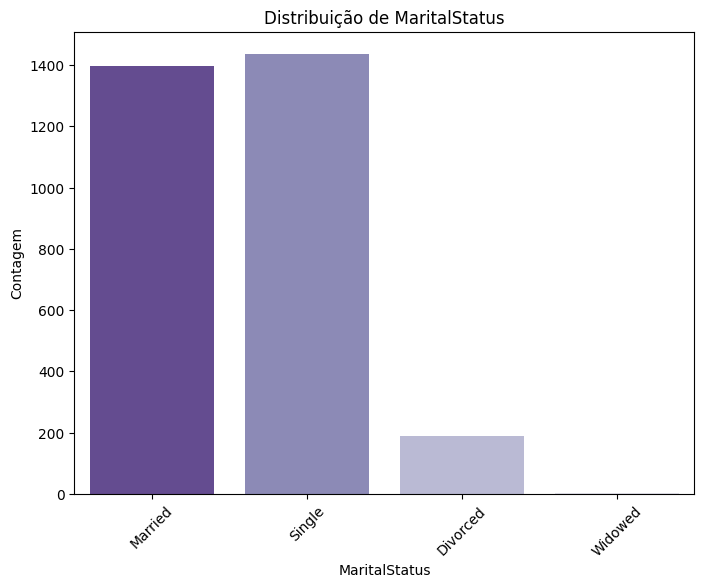 Distribuição de MaritalStatus
Contagem
1400
1200
1000
800
600
400
200
0
Married
Single
Divorced
Widowed
MaritalStatus